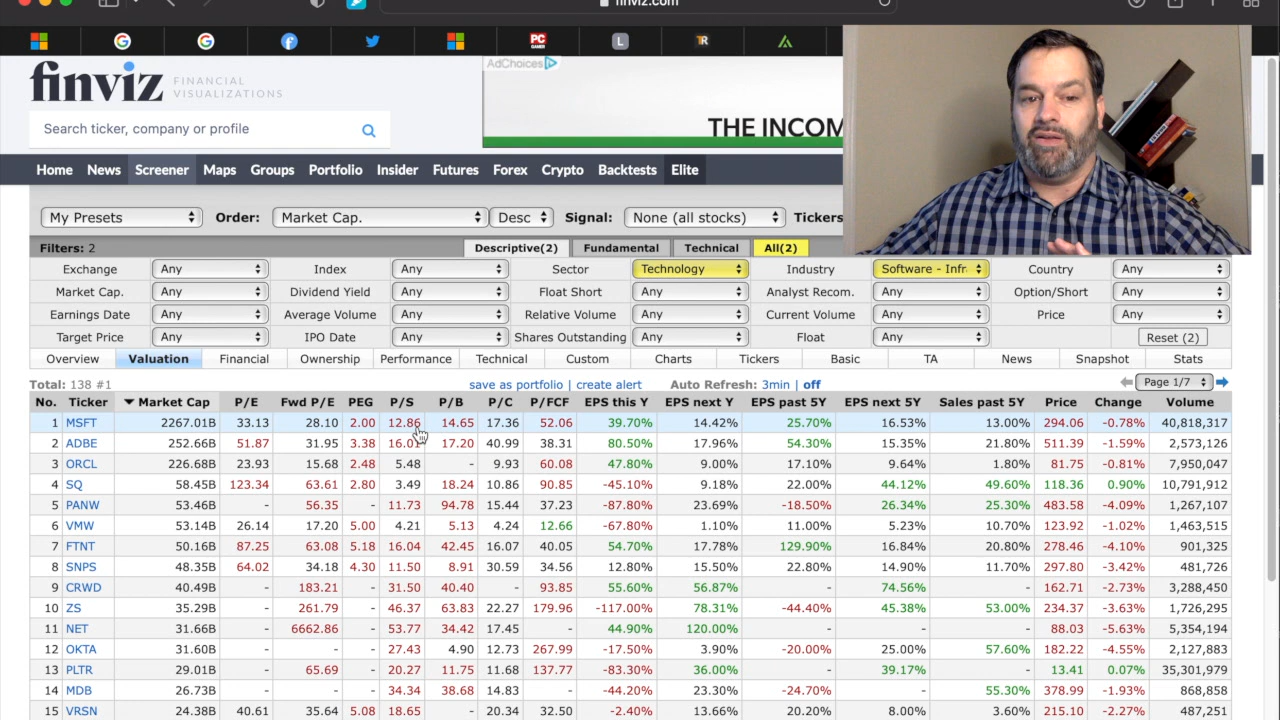 finviz.com
PC GAMER
L
TR
finviz FINANCIAL VISUALIZATIONS
AdChoices
THE INCOM
Search ticker, company or profile
Home News Screener Maps Groups Portfolio Insider Futures Forex Crypto Backtests Elite
My Presets Order: Market Cap. Desc Signal: None (all stocks) Tickers
Filters: 2 Descriptive(2) Fundamental Technical All(2)
Exchange Any Index Any Sector Technology Industry Software - Infr Country Any
Market Cap. Any Dividend Yield Any Float Short Any Analyst Recom. Any Option/Short Any
Earnings Date Any Average Volume Any Relative Volume Any Current Volume Any Price Any
Target Price Any IPO Date Any Shares Outstanding Any Float Any Reset (2)
Overview Valuation Financial Ownership Performance Technical Custom Charts Tickers Basic TA News Snapshot Stats
Total: 138 #1 save as portfolio | create alert Auto Refresh: 3min | off Page 1/7
No. Ticker Market Cap P/E Fwd P/E PEG P/S P/B P/C P/FCF EPS this Y EPS next Y EPS past 5Y EPS next 5Y Sales past 5Y Price Change Volume
1 MSFT 2267.01B 33.13 28.10 2.00 12.86 14.65 17.36 52.06 39.70% 14.42% 25.70% 16.53% 13.00% 294.06 -0.78% 40,818,317
2 ADBE 252.66B 51.87 31.95 3.38 17.20 40.99 38.31 80.50% 17.96% 54.30% 15.35% 21.80% 511.39 -1.59% 2,573,126
3 ORCL 226.68B 23.93 15.68 2.48 5.48 - 9.93 60.08 47.80% 9.00% 17.10% 9.64% 1.80% 81.75 -0.81% 7,950,047
4 SQ 58.45B 123.34 63.61 2.80 3.49 18.24 10.86 90.85 -45.10% 9.18% 22.00% 44.12% 49.60% 118.36 0.90% 10,791,912
5 PANW 53.46B - 56.35 - 11.73 94.78 15.44 37.23 -87.80% 23.69% -18.50% 26.34% 25.30% 483.58 -4.09% 1,267,107
6 VMW 53.14B 26.14 17.20 5.00 4.21 5.13 4.24 12.66 -67.80% 1.10% 11.00% 5.23% 10.70% 123.92 -1.02% 1,463,515
7 FTNT 50.16B 87.25 63.08 5.18 16.04 42.45 16.07 40.05 54.70% 17.78% 129.90% 16.84% 20.80% 278.46 -4.10% 901,325
8 SNPS 48.35B 64.02 34.18 4.30 11.50 8.91 30.59 34.56 12.80% 15.50% 22.80% 14.90% 11.70% 297.80 -3.42% 481,726
9 CRWD 40.49B - 183.21 - 31.50 40.40 - 93.85 55.60% 56.87% - 74.56% - 162.71 -2.73% 3,288,450
10 ZS 35.29B - 261.79 - 46.37 63.83 22.27 179.96 -117.00% 78.31% -44.40% 45.38% 53.00% 234.37 -3.63% 1,726,295
11 NET 31.66B - 6662.86 - 53.77 34.42 17.45 - 44.90% 120.00% - - - 88.03 -5.63% 5,354,194
12 OKTA 31.60B - - - 27.43 4.90 12.73 267.99 -17.50% 3.90% -20.00% 25.00% 57.60% 182.22 -4.55% 2,127,883
13 PLTR 29.01B - 65.69 - 20.27 11.75 11.68 137.77 -83.30% 36.00% - 39.17% - 13.41 0.07% 35,301,979
14 MDB 26.73B - - - 34.34 38.68 14.83 - -44.20% 23.30% -24.70% - 55.30% 378.99 -1.93% 868,858
15 VRSN 24.38B 40.61 35.64 5.08 18.65 - 20.34 32.50 -2.40% 13.66% 20.20% 8.00% 3.60% 215.10 -2.27% 487,251